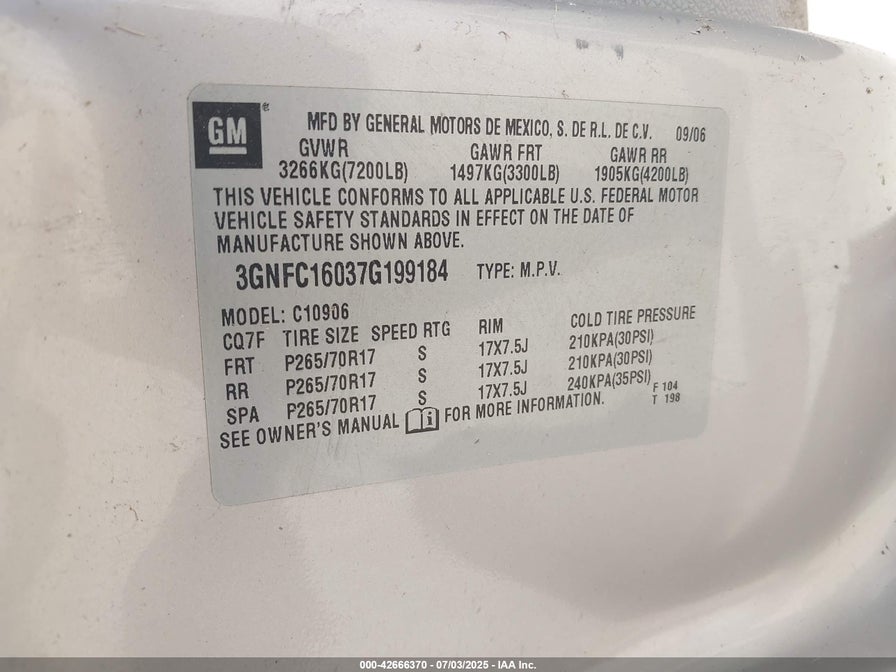 GM
MFD BY GENERAL MOTORS DE MEXICO, S. DE R.L. DE C.V. 09/06
GVWR GAWR FRT GAWR RR
3266KG(7200LB) 1497KG(3300LB) 1905KG(4200LB)
THIS VEHICLE CONFORMS TO ALL APPLICABLE U.S. FEDERAL MOTOR
VEHICLE SAFETY STANDARDS IN EFFECT ON THE DATE OF
MANUFACTURE SHOWN ABOVE.
3GNFC16037G199184 TYPE: M.P.V.
MODEL: C10906
CQ7F TIRE SIZE SPEED RTG RIM COLD TIRE PRESSURE
FRT P265/70R17 S 17X7.5J 210KPA(30PSI)
RR P265/70R17 S 17X7.5J 210KPA(30PSI)
SPA P265/70R17 S 17X7.5J 240KPA(35PSI)
F 104
T 198
SEE OWNER'S MANUAL FOR MORE INFORMATION.
000-42666370 | 07/03/2025 - IAA Inc.